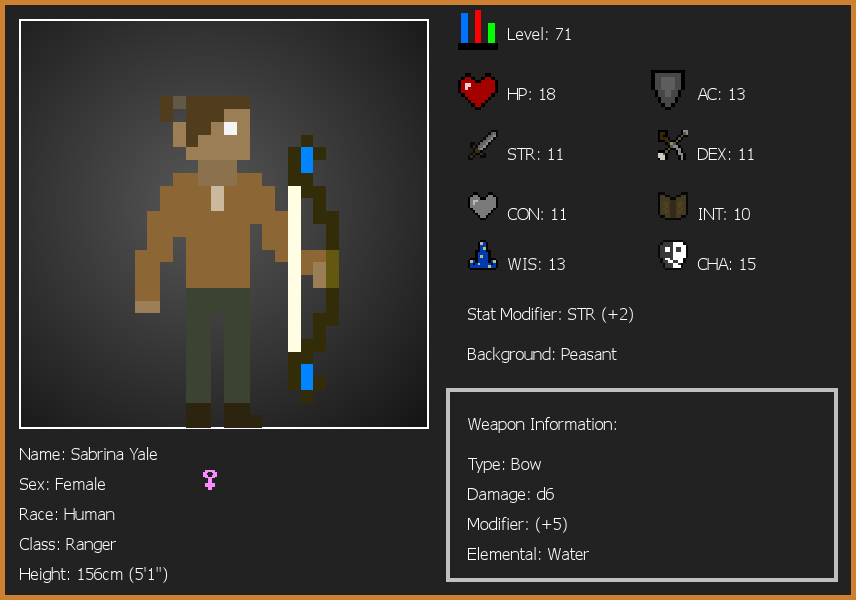 Level: 71
HP: 18
AC: 13
STR: 11
DEX: 11
CON: 11
INT: 10
WIS: 13
CHA: 15
Stat Modifier: STR (+2)
Background: Peasant
Weapon Information:
Type: Bow
Damage: d6
Modifier: (+5)
Elemental: Water
Name: Sabrina Yale
Sex: Female
Race: Human
Class: Ranger
Height: 156cm (5'1")